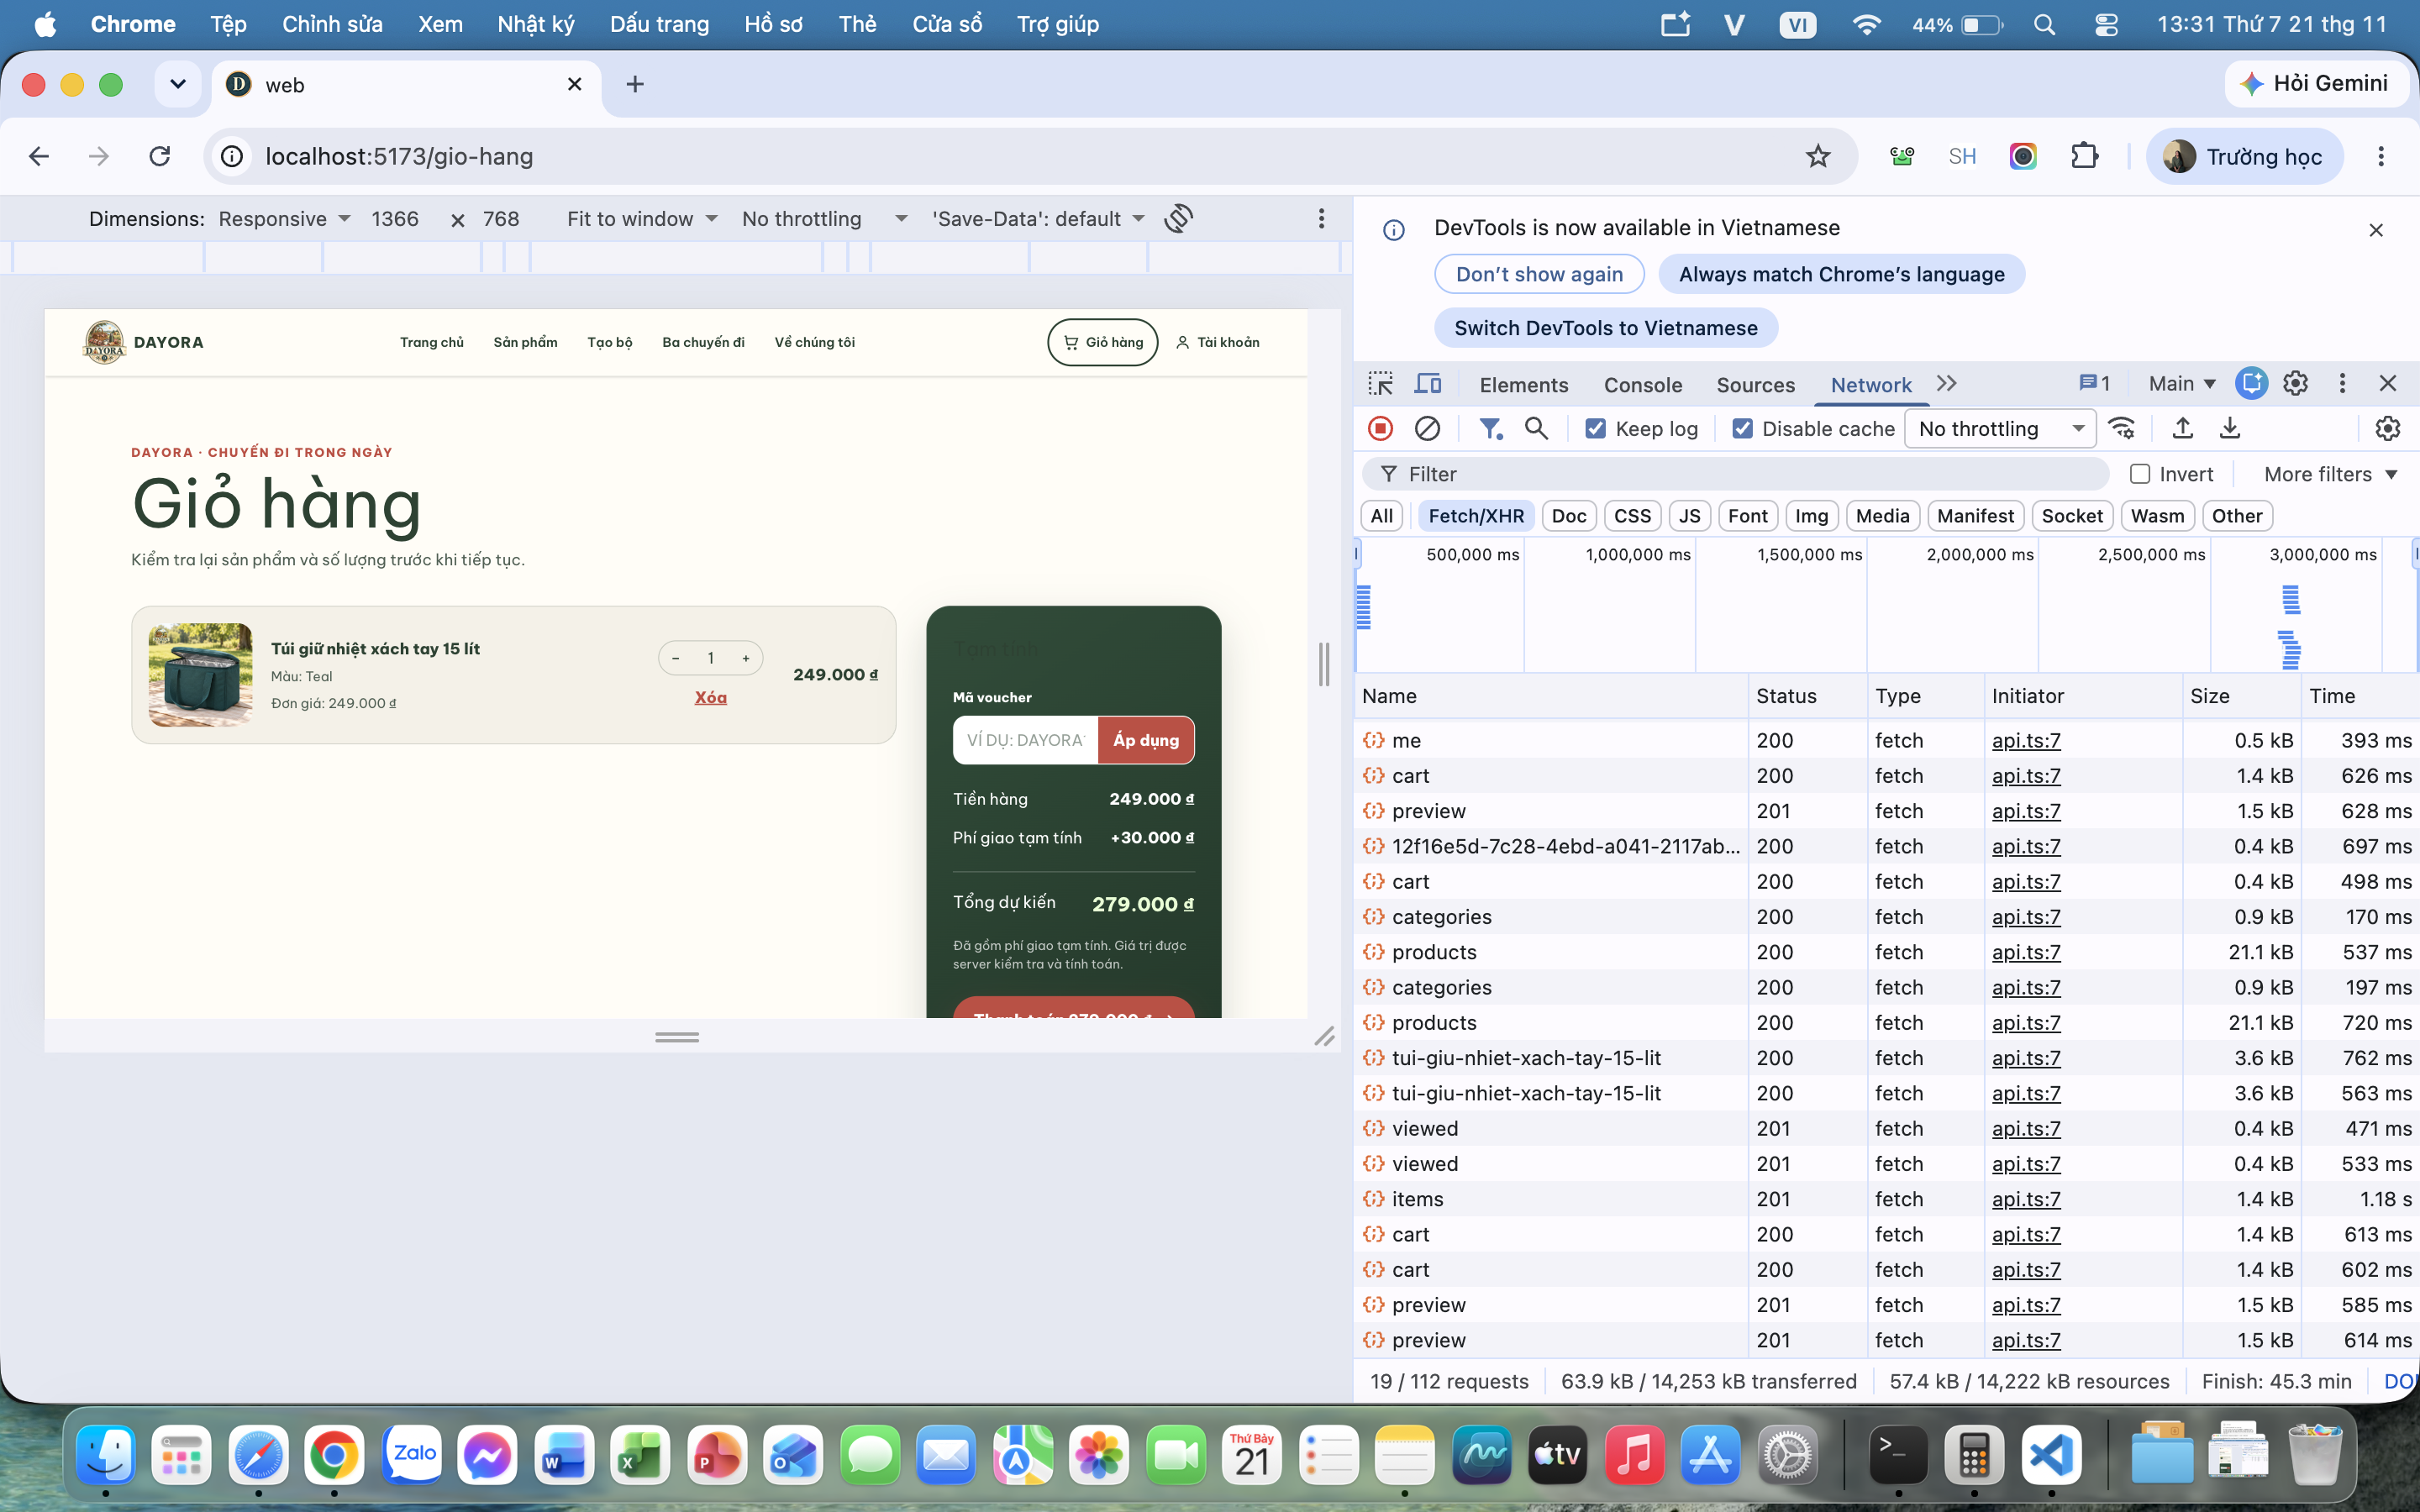 Chrome Tệp Chỉnh sửa Xem Nhật ký Dấu trang Hồ sơ Thẻ Cửa sổ Trợ giúp V VI 44% 13:31 Thứ 7 21 thg 11
D web Hỏi Gemini
localhost:5173/gio-hang SH Trường học
Dimensions: Responsive 1366 × 768 Fit to window No throttling 'Save-Data': default
DAYORA DAYORA Trang chủ Sản phẩm Tạo bộ Ba chuyến đi Về chúng tôi Giỏ hàng Tài khoản
DAYORA · CHUYẾN ĐI TRONG NGÀY
Giỏ hàng
Kiểm tra lại sản phẩm và số lượng trước khi tiếp tục.
Túi giữ nhiệt xách tay 15 lít
Màu: Teal
Đơn giá: 249.000 ₫
− 1 +
Xóa
249.000 ₫
Tạm tính
Mã voucher
VÍ DỤ: DAYORA Áp dụng
Tiền hàng 249.000 ₫
Phí giao tạm tính +30.000 ₫
Tổng dự kiến 279.000 ₫
Đã gồm phí giao tạm tính. Giá trị được
server kiểm tra và tính toán.
Thanh toán 279.000 ₫ →
DevTools is now available in Vietnamese
Don't show again Always match Chrome's language
Switch DevTools to Vietnamese
Elements Console Sources Network 1 Main
Keep log Disable cache No throttling
Filter Invert More filters
All Fetch/XHR Doc CSS JS Font Img Media Manifest Socket Wasm Other
500,000 ms 1,000,000 ms 1,500,000 ms 2,000,000 ms 2,500,000 ms 3,000,000 ms
Name Status Type Initiator Size Time
me 200 fetch api.ts:7 0.5 kB 393 ms
cart 200 fetch api.ts:7 1.4 kB 626 ms
preview 201 fetch api.ts:7 1.5 kB 628 ms
12f16e5d-7c28-4ebd-a041-2117ab... 200 fetch api.ts:7 0.4 kB 697 ms
cart 200 fetch api.ts:7 0.4 kB 498 ms
categories 200 fetch api.ts:7 0.9 kB 170 ms
products 200 fetch api.ts:7 21.1 kB 537 ms
categories 200 fetch api.ts:7 0.9 kB 197 ms
products 200 fetch api.ts:7 21.1 kB 720 ms
tui-giu-nhiet-xach-tay-15-lit 200 fetch api.ts:7 3.6 kB 762 ms
tui-giu-nhiet-xach-tay-15-lit 200 fetch api.ts:7 3.6 kB 563 ms
viewed 201 fetch api.ts:7 0.4 kB 471 ms
viewed 201 fetch api.ts:7 0.4 kB 533 ms
items 201 fetch api.ts:7 1.4 kB 1.18 s
cart 200 fetch api.ts:7 1.4 kB 613 ms
cart 200 fetch api.ts:7 1.4 kB 602 ms
preview 201 fetch api.ts:7 1.5 kB 585 ms
preview 201 fetch api.ts:7 1.5 kB 614 ms
19 / 112 requests 63.9 kB / 14,253 kB transferred 57.4 kB / 14,222 kB resources Finish: 45.3 min
Zalo W X P O Thứ Bảy 21 tv